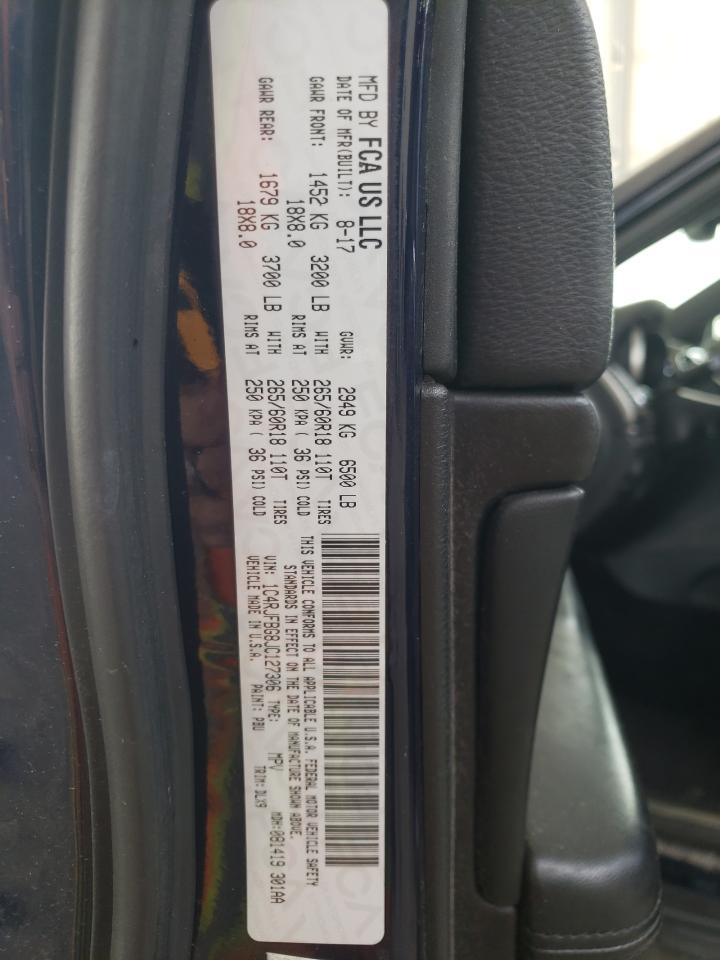 MFD BY FCA US LLC
DATE OF MFR(BUILT): 8-17 GVWR: 2949 KG 6500 LB
GAWR FRONT: 1452 KG 3200 LB WITH 265/60R18 110T TIRES
18X8.0 RIMS AT 250 KPA ( 36 PSI) COLD
GAWR REAR: 1679 KG 3700 LB WITH 265/60R18 110T TIRES
18X8.0 RIMS AT 250 KPA ( 36 PSI) COLD
THIS VEHICLE CONFORMS TO ALL APPLICABLE U.S.A. FEDERAL MOTOR VEHICLE SAFETY
STANDARDS IN EFFECT ON THE DATE OF MANUFACTURE SHOWN ABOVE.
VIN: 1C4RJFBG8JC127306 TYPE: MPV MDH:081419 301AA
VEHICLE MADE IN U.S.A. PAINT: PBU TRIM: DLX9